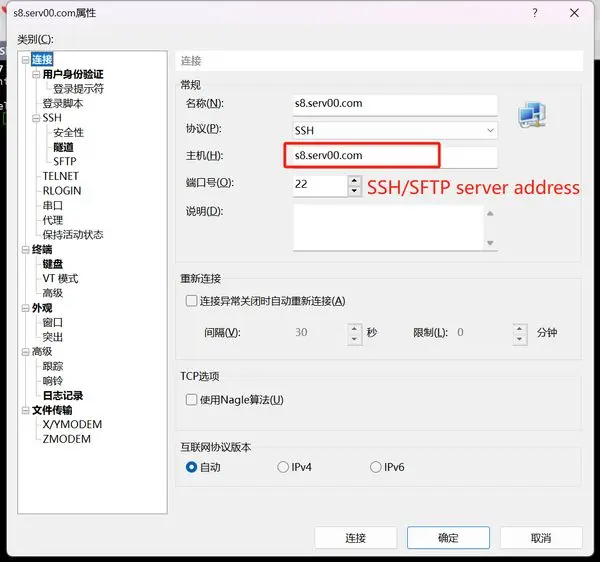 s8.serv00.com属性
?
类别(C):
连接
用户身份验证
登录提示符
登录脚本
SSH
安全性
隧道
SFTP
TELNET
RLOGIN
串口
代理
保持活动状态
终端
键盘
VT 模式
高级
外观
窗口
突出
高级
跟踪
响铃
日志记录
文件传输
X/YMODEM
ZMODEM
连接
常规
名称(N): s8.serv00.com
协议(P): SSH
主机(H): s8.serv00.com
端口号(O): 22 SSH/SFTP server address
说明(D):
重新连接
连接异常关闭时自动重新连接(A)
间隔(V): 30 秒 限制(L): 0 分钟
TCP选项
使用Nagle算法(U)
互联网协议版本
自动 IPv4 IPv6
连接 确定 取消